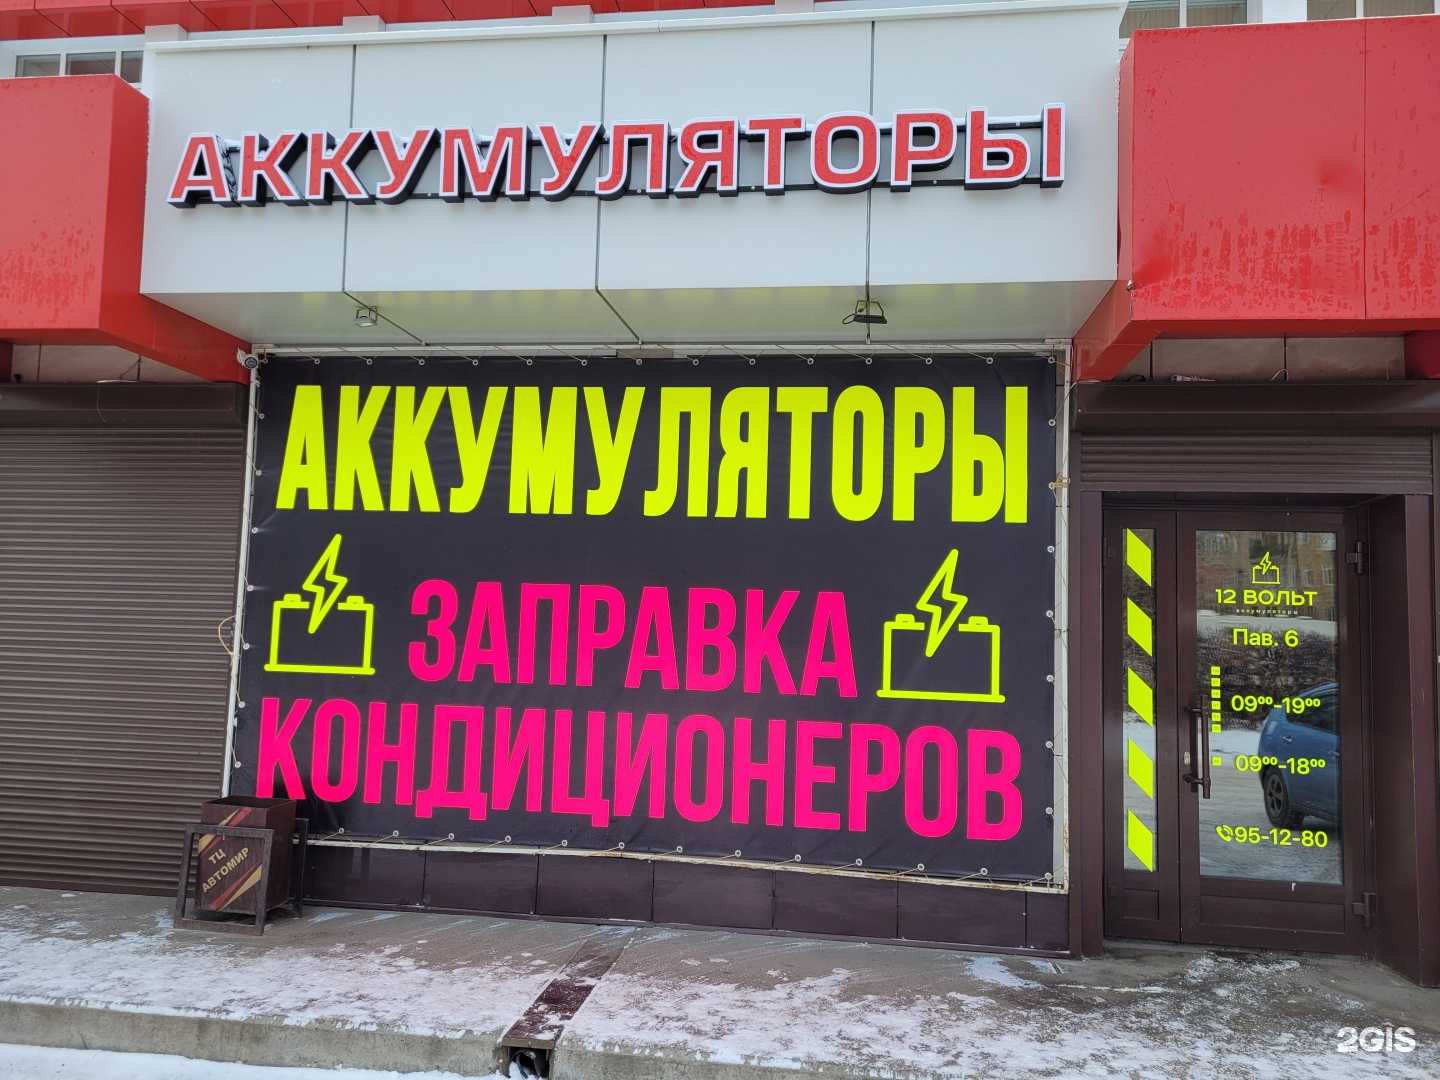 АККУМУЛЯТОРЫ
АККУМУЛЯТОРЫ
ЗАПРАВКА
КОНДИЦИОНЕРОВ
12 ВОЛЬТ
аккумуляторы
Пав. 6
09⁰⁰-19⁰⁰
09⁰⁰-18⁰⁰
95-12-80
ТЦ
АВТОМИР
2GIS